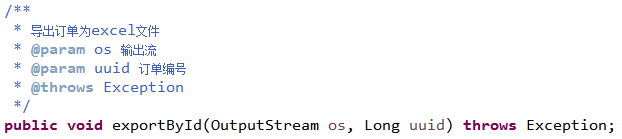 /**
 * 导出订单为excel文件
 * @param os 输出流
 * @param uuid 订单编号
 * @throws Exception
 */
public void exportById(OutputStream os, Long uuid) throws Exception;